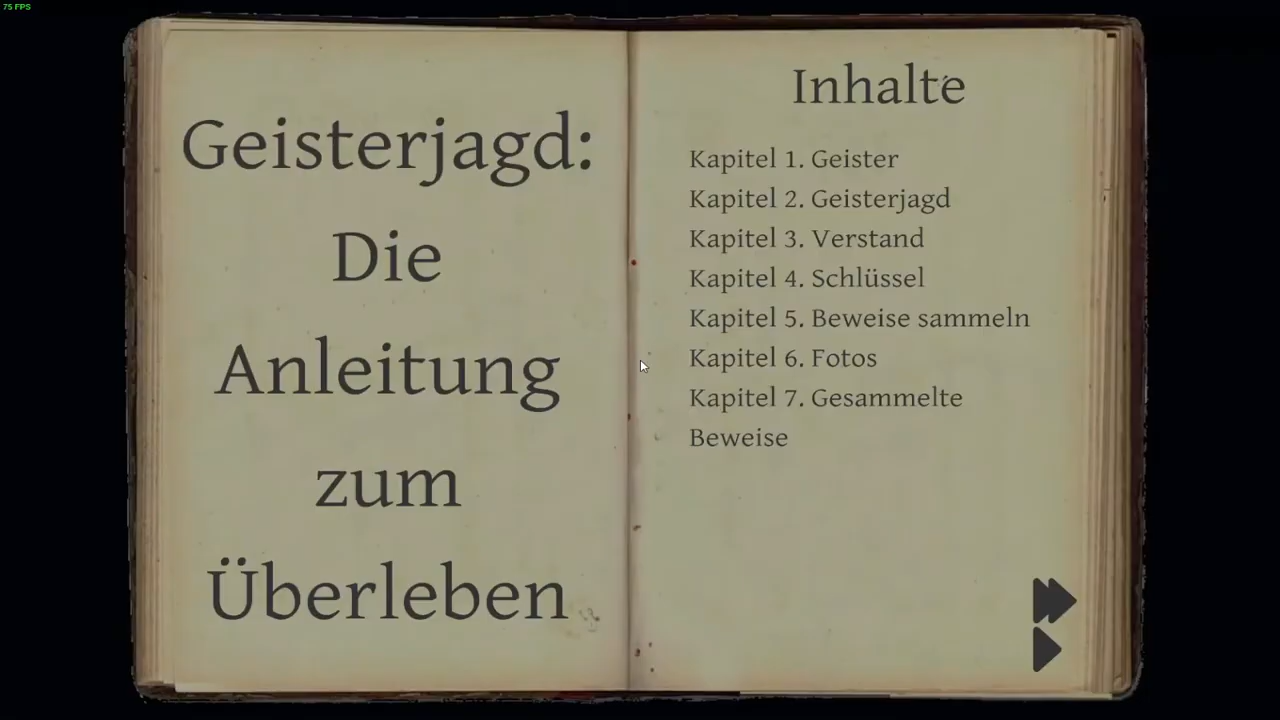 75 FPS
Geisterjagd:
Die
Anleitung
zum
Überleben
Inhalte
Kapitel 1. Geister
Kapitel 2. Geisterjagd
Kapitel 3. Verstand
Kapitel 4. Schlüssel
Kapitel 5. Beweise sammeln
Kapitel 6. Fotos
Kapitel 7. Gesammelte
Beweise